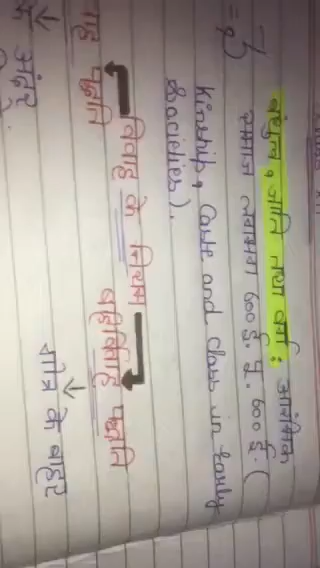 बंधुत्व, जाति तथा वर्ग : आरंभिक
समाज लगभग 600 ई. पू. 600 ई. (
Kinship, Caste and class in Early
Societies).
विवाह के नियम
पद्धति बहिर्विवाह पद्धति
↓ ↓
अंदर गोत्र के बाहर